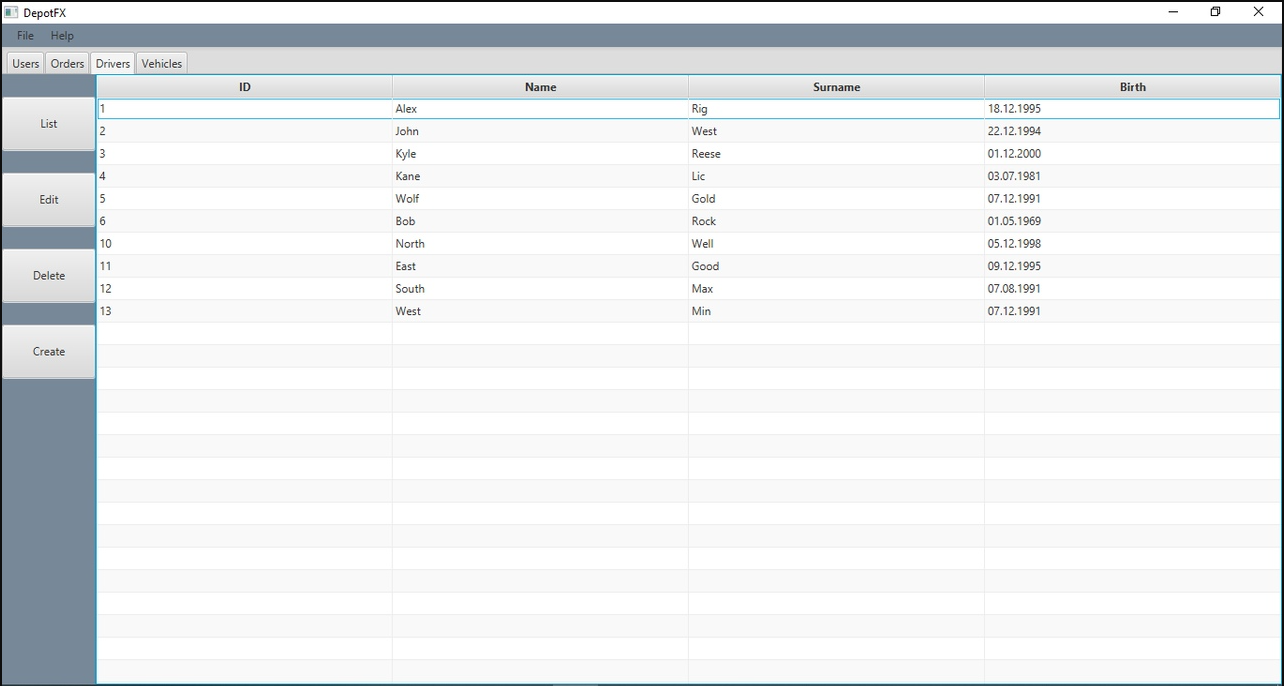 DepotFX
File Help
Users Orders Drivers Vehicles
ID Name Surname Birth
1 Alex Rig 18.12.1995
List
2 John West 22.12.1994
3 Kyle Reese 01.12.2000
4 Kane Lic 03.07.1981
Edit
5 Wolf Gold 07.12.1991
6 Bob Rock 01.05.1969
10 North Well 05.12.1998
11 East Good 09.12.1995
Delete
12 South Max 07.08.1991
13 West Min 07.12.1991
Create